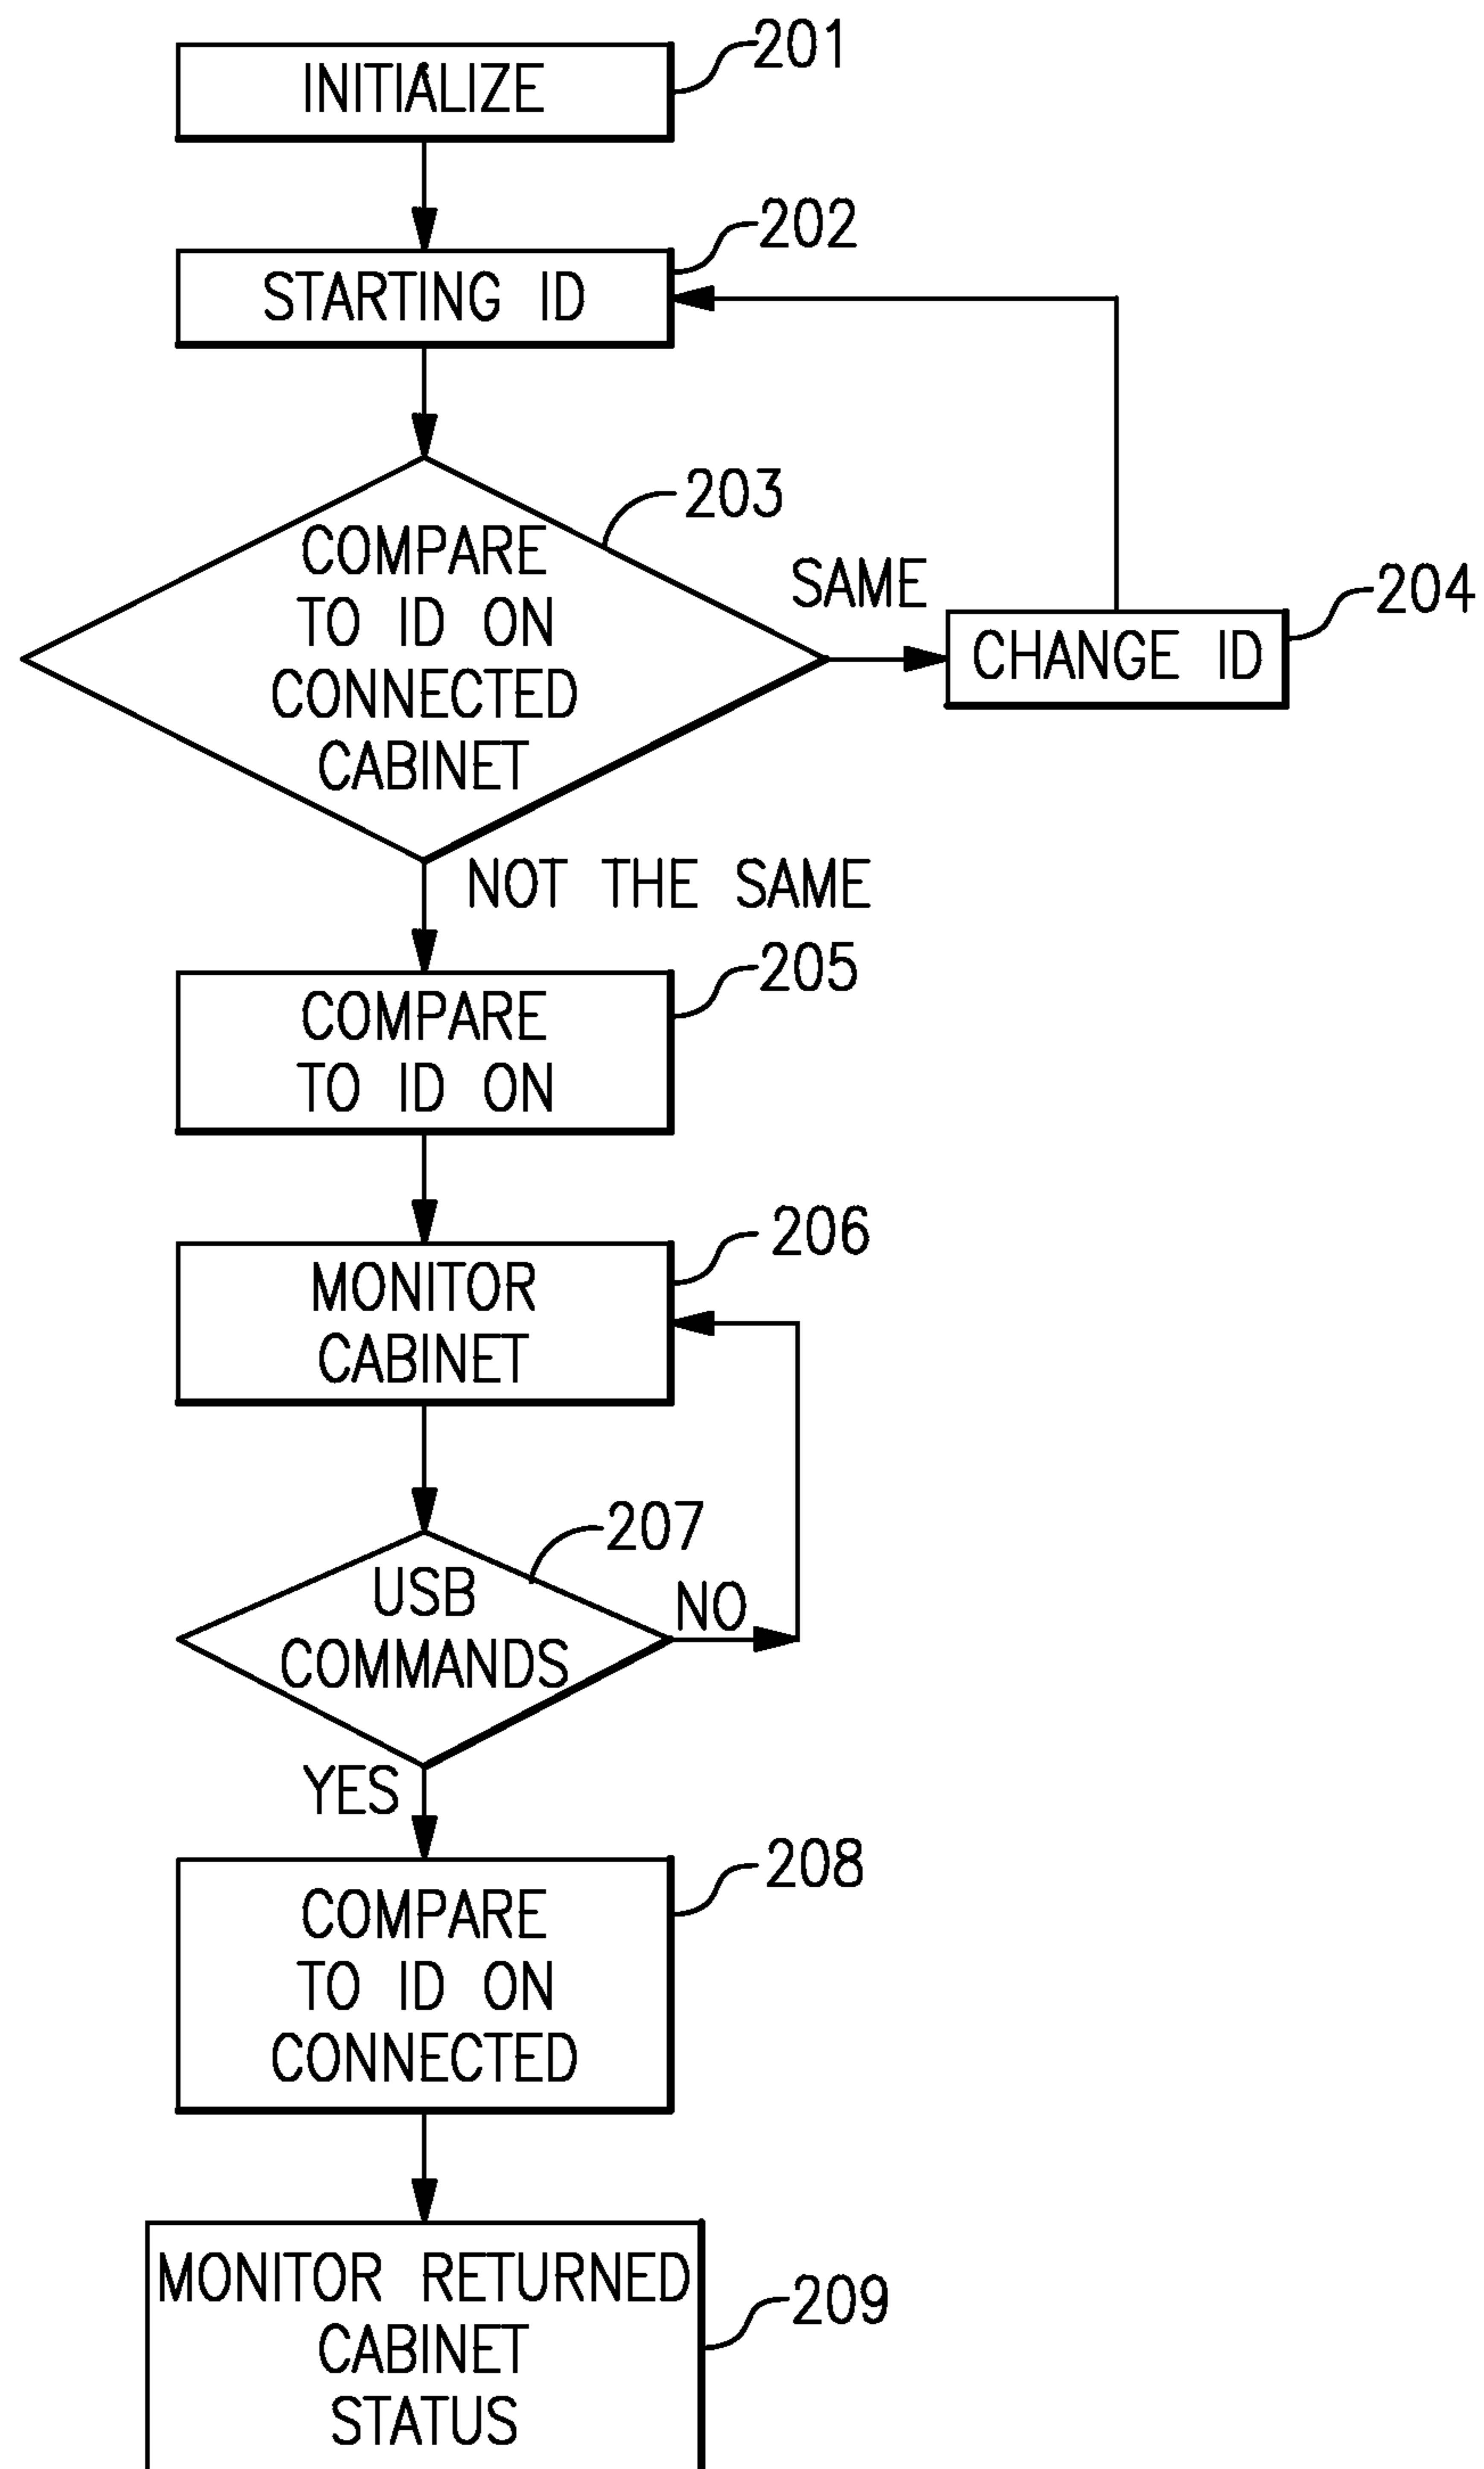 INITIALIZE
201
STARTING ID
202
COMPARE
TO ID ON
CONNECTED
CABINET
203
SAME
CHANGE ID
204
NOT THE SAME
COMPARE
TO ID ON
205
MONITOR
CABINET
206
USB
COMMANDS
207
NO
YES
COMPARE
TO ID ON
CONNECTED
208
MONITOR RETURNED
CABINET
STATUS
209